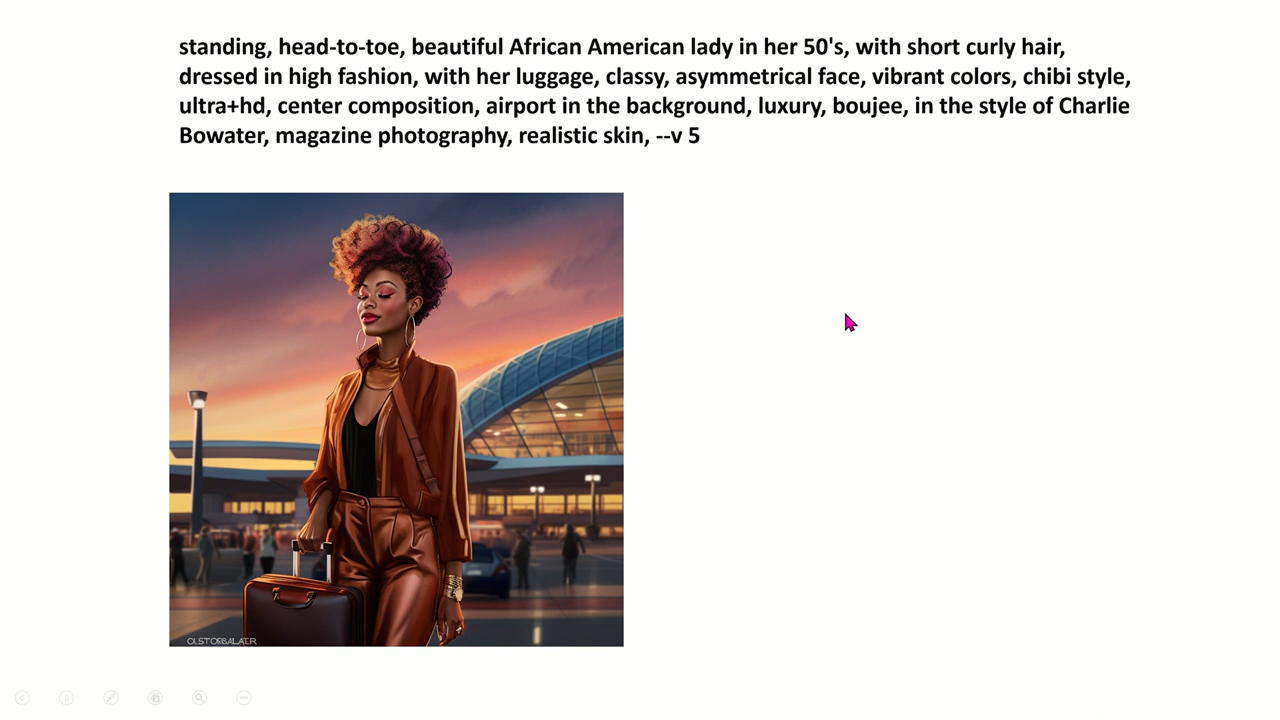 standing, head-to-toe, beautiful African American lady in her 50's, with short curly hair,
dressed in high fashion, with her luggage, classy, asymmetrical face, vibrant colors, chibi style,
ultra+hd, center composition, airport in the background, luxury, boujee, in the style of Charlie
Bowater, magazine photography, realistic skin, --v 5